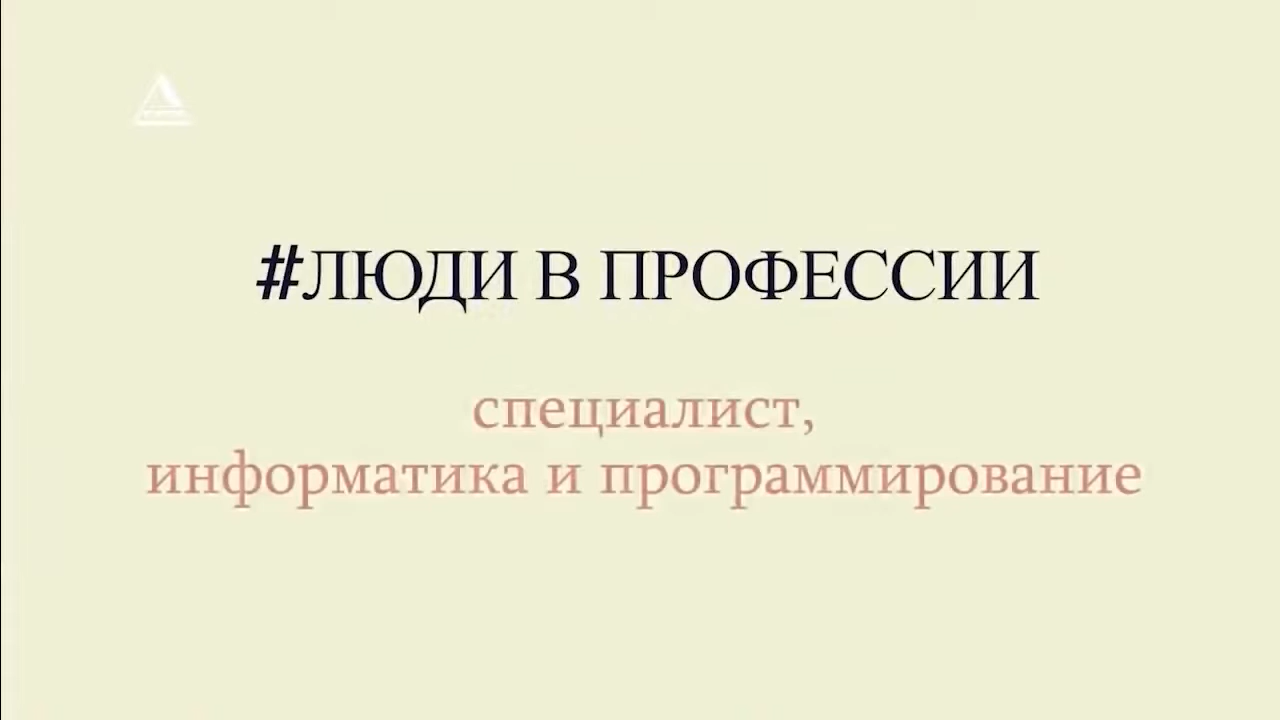 #ЛЮДИ В ПРОФЕССИИ
специалист,
информатика и программирование